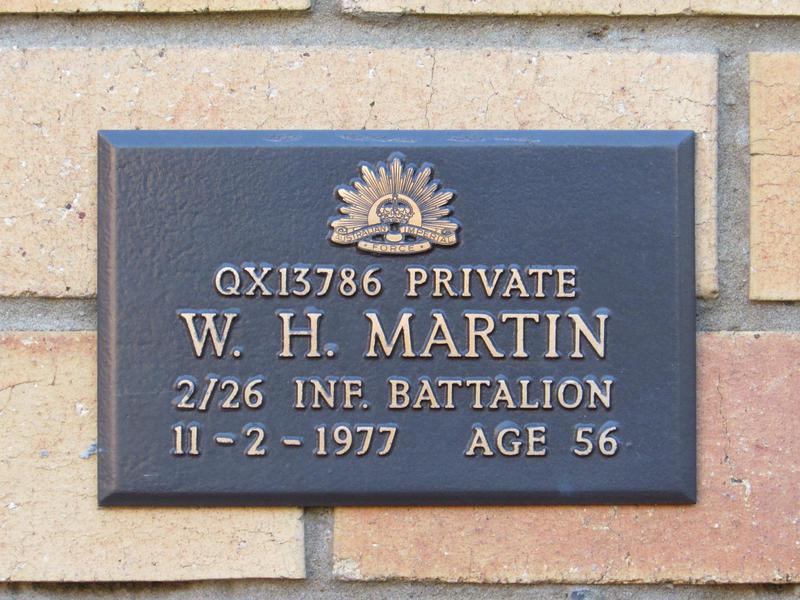 AUSTRALIAN IMPERIAL
FORCE
QX13786 PRIVATE
W. H. MARTIN
2/26 INF. BATTALION
11-2-1977 AGE 56